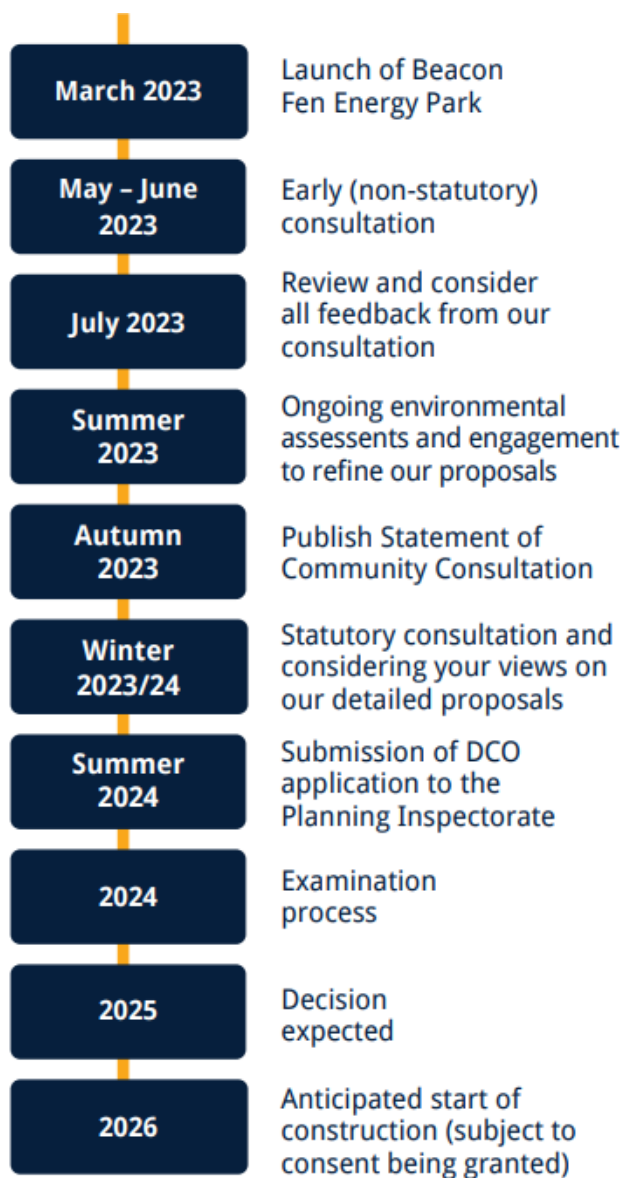 March 2023
Launch of Beacon
Fen Energy Park
May – June
2023
Early (non-statutory)
consultation
July 2023
Review and consider
all feedback from our
consultation
Summer
2023
Ongoing environmental
assessents and engagement
to refine our proposals
Autumn
2023
Publish Statement of
Community Consultation
Winter
2023/24
Statutory consultation and
considering your views on
our detailed proposals
Summer
2024
Submission of DCO
application to the
Planning Inspectorate
2024
Examination
process
2025
Decision
expected
2026
Anticipated start of
construction (subject to
consent being granted)